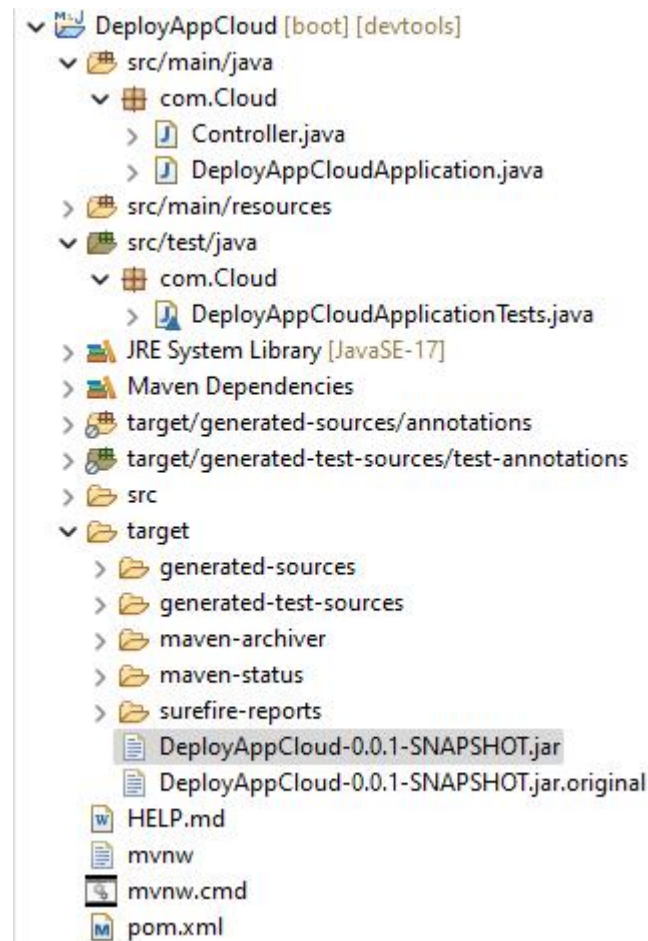 DeployAppCloud [boot] [devtools]
src/main/java
com.Cloud
Controller.java
DeployAppCloudApplication.java
src/main/resources
src/test/java
com.Cloud
DeployAppCloudApplicationTests.java
JRE System Library [JavaSE-17]
Maven Dependencies
target/generated-sources/annotations
target/generated-test-sources/test-annotations
src
target
generated-sources
generated-test-sources
maven-archiver
maven-status
surefire-reports
DeployAppCloud-0.0.1-SNAPSHOT.jar
DeployAppCloud-0.0.1-SNAPSHOT.jar.original
HELP.md
mvnw
mvnw.cmd
pom.xml